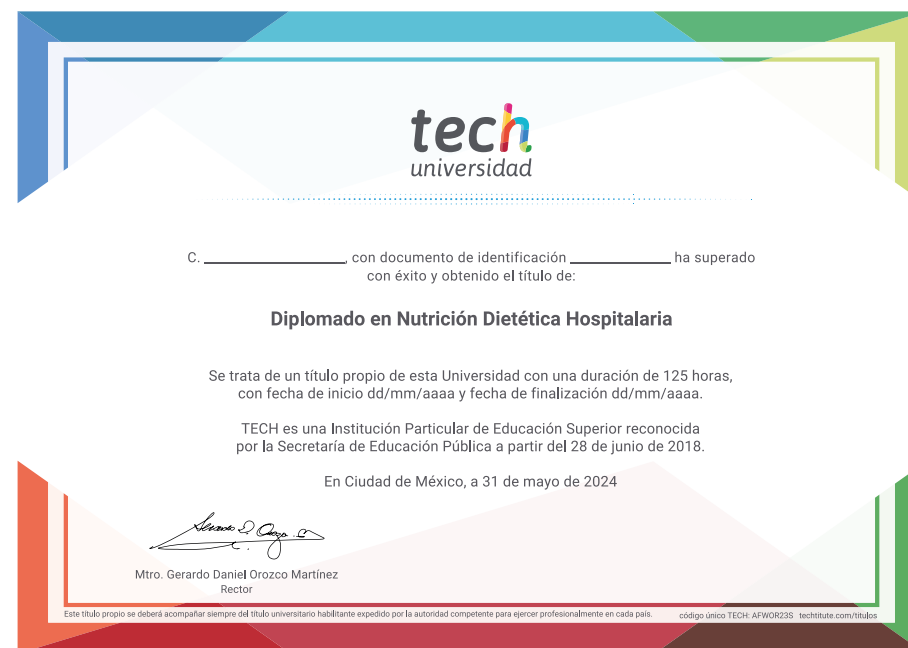 tech
universidad
C. ____________, con documento de identificación ____________ ha superado
con éxito y obtenido el título de:
Diplomado en Nutrición Dietética Hospitalaria
Se trata de un título propio de esta Universidad con una duración de 125 horas,
con fecha de inicio dd/mm/aaaa y fecha de finalización dd/mm/aaaa.
TECH es una Institución Particular de Educación Superior reconocida
por la Secretaría de Educación Pública a partir del 28 de junio de 2018.
En Ciudad de México, a 31 de mayo de 2024
Mtro. Gerardo Daniel Orozco Martínez
Rector
Este título propio se deberá acompañar siempre del título universitario habilitante expedido por la autoridad competente para ejercer profesionalmente en cada país. código único TECH: AFWOR23S techtitute.com/titulos